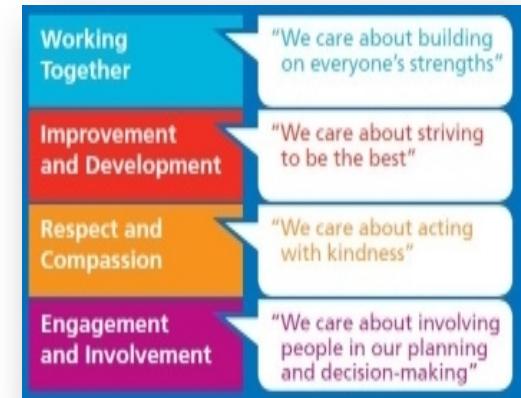 Working
Together
“We care about building
on everyone’s strengths”
Improvement
and Development
“We care about striving
to be the best”
Respect and
Compassion
“We care about acting
with kindness”
Engagement
and Involvement
“We care about involving
people in our planning
and decision-making”